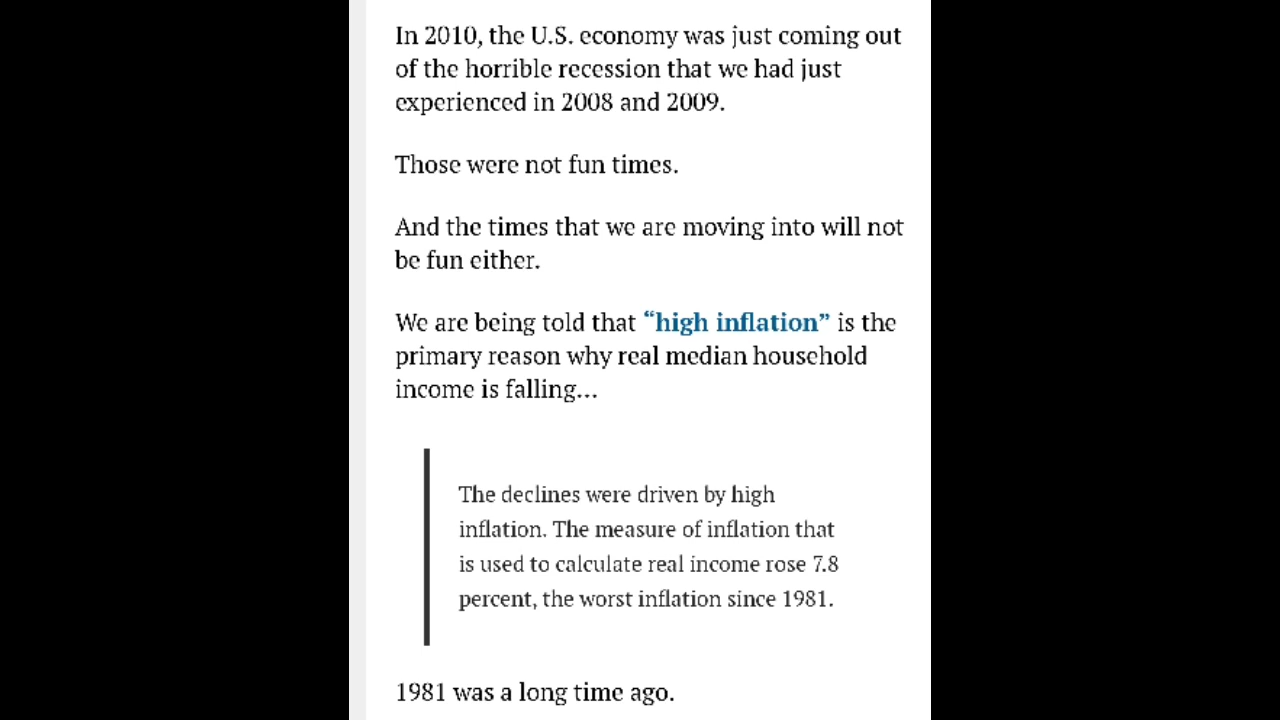 In 2010, the U.S. economy was just coming out
of the horrible recession that we had just
experienced in 2008 and 2009.
Those were not fun times.
And the times that we are moving into will not
be fun either.
We are being told that “high inflation” is the
primary reason why real median household
income is falling…
The declines were driven by high
inflation. The measure of inflation that
is used to calculate real income rose 7.8
percent, the worst inflation since 1981.
1981 was a long time ago.